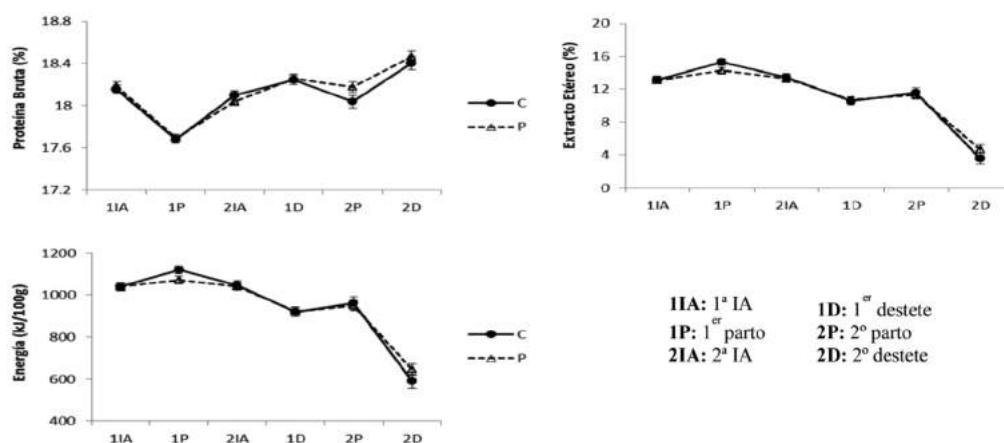 Proteína Bruta (%)
18.8
18.4
18
17.6
17.2
1IA 1P 2IA 1D 2P 2D
C
P
Extracto Etéreo (%)
20
16
12
8
4
0
1IA 1P 2IA 1D 2P 2D
Energía (kJ/100g)
1200
1000
800
600
400
1IA 1P 2IA 1D 2P 2D
C
P
1IA: 1ª IA 1D: 1er destete
1P: 1er parto 2P: 2º parto
2IA: 2ª IA 2D: 2º destete